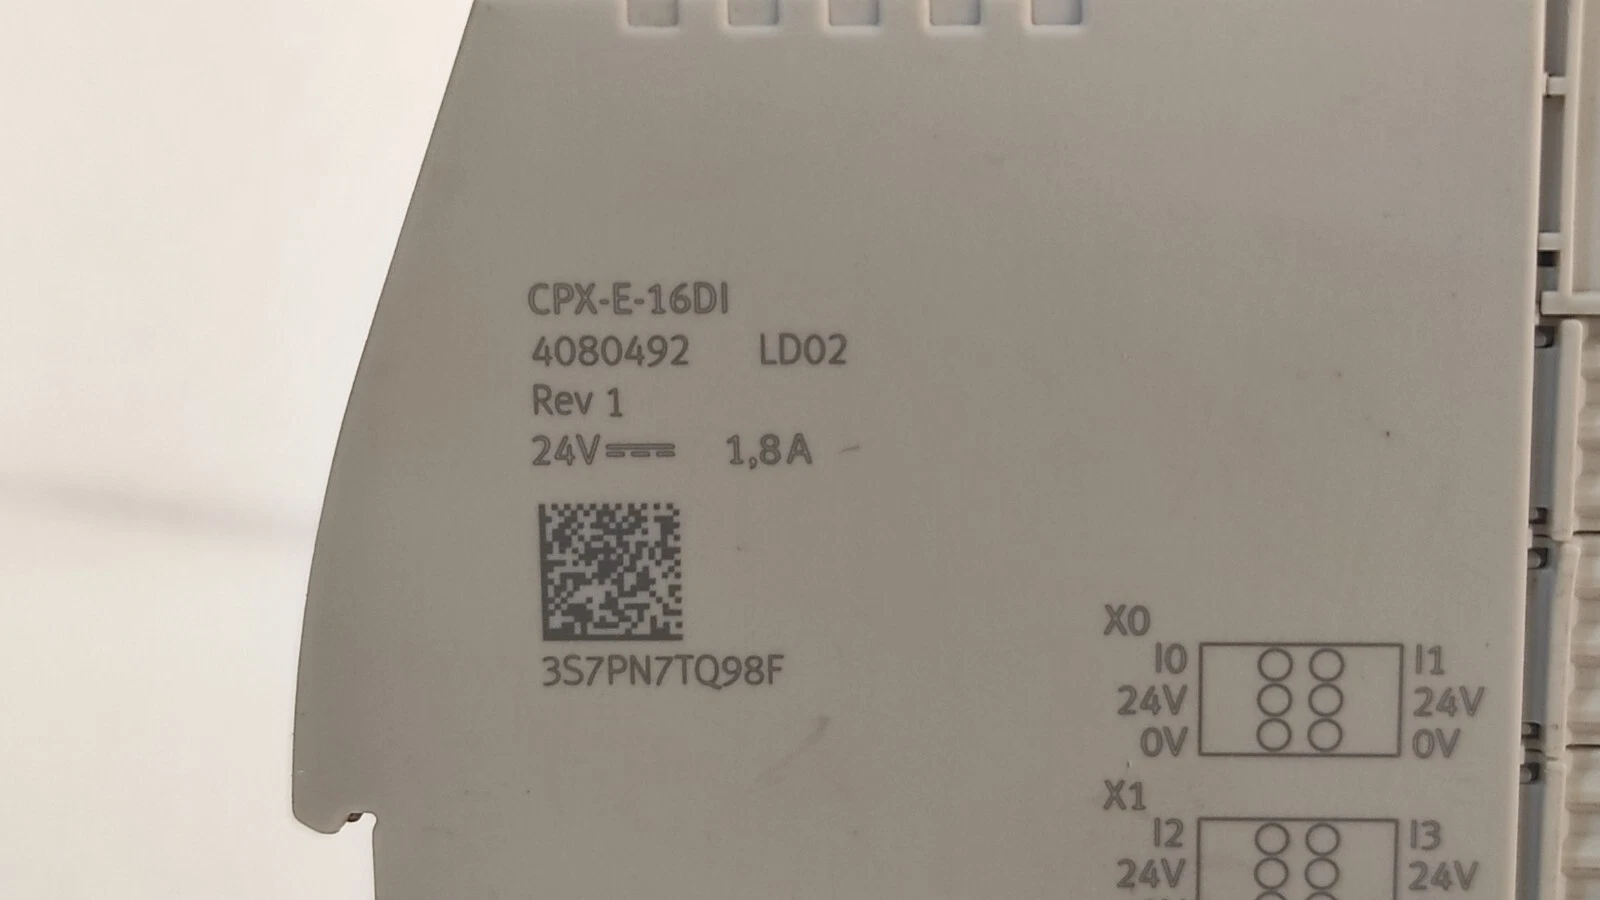 CPX-E-16DI
4080492 LD02
Rev 1
24V⎓ 1,8A
3S7PN7TQ98F
X0
I0 I1
24V 24V
0V 0V
X1
I2 I3
24V 24V